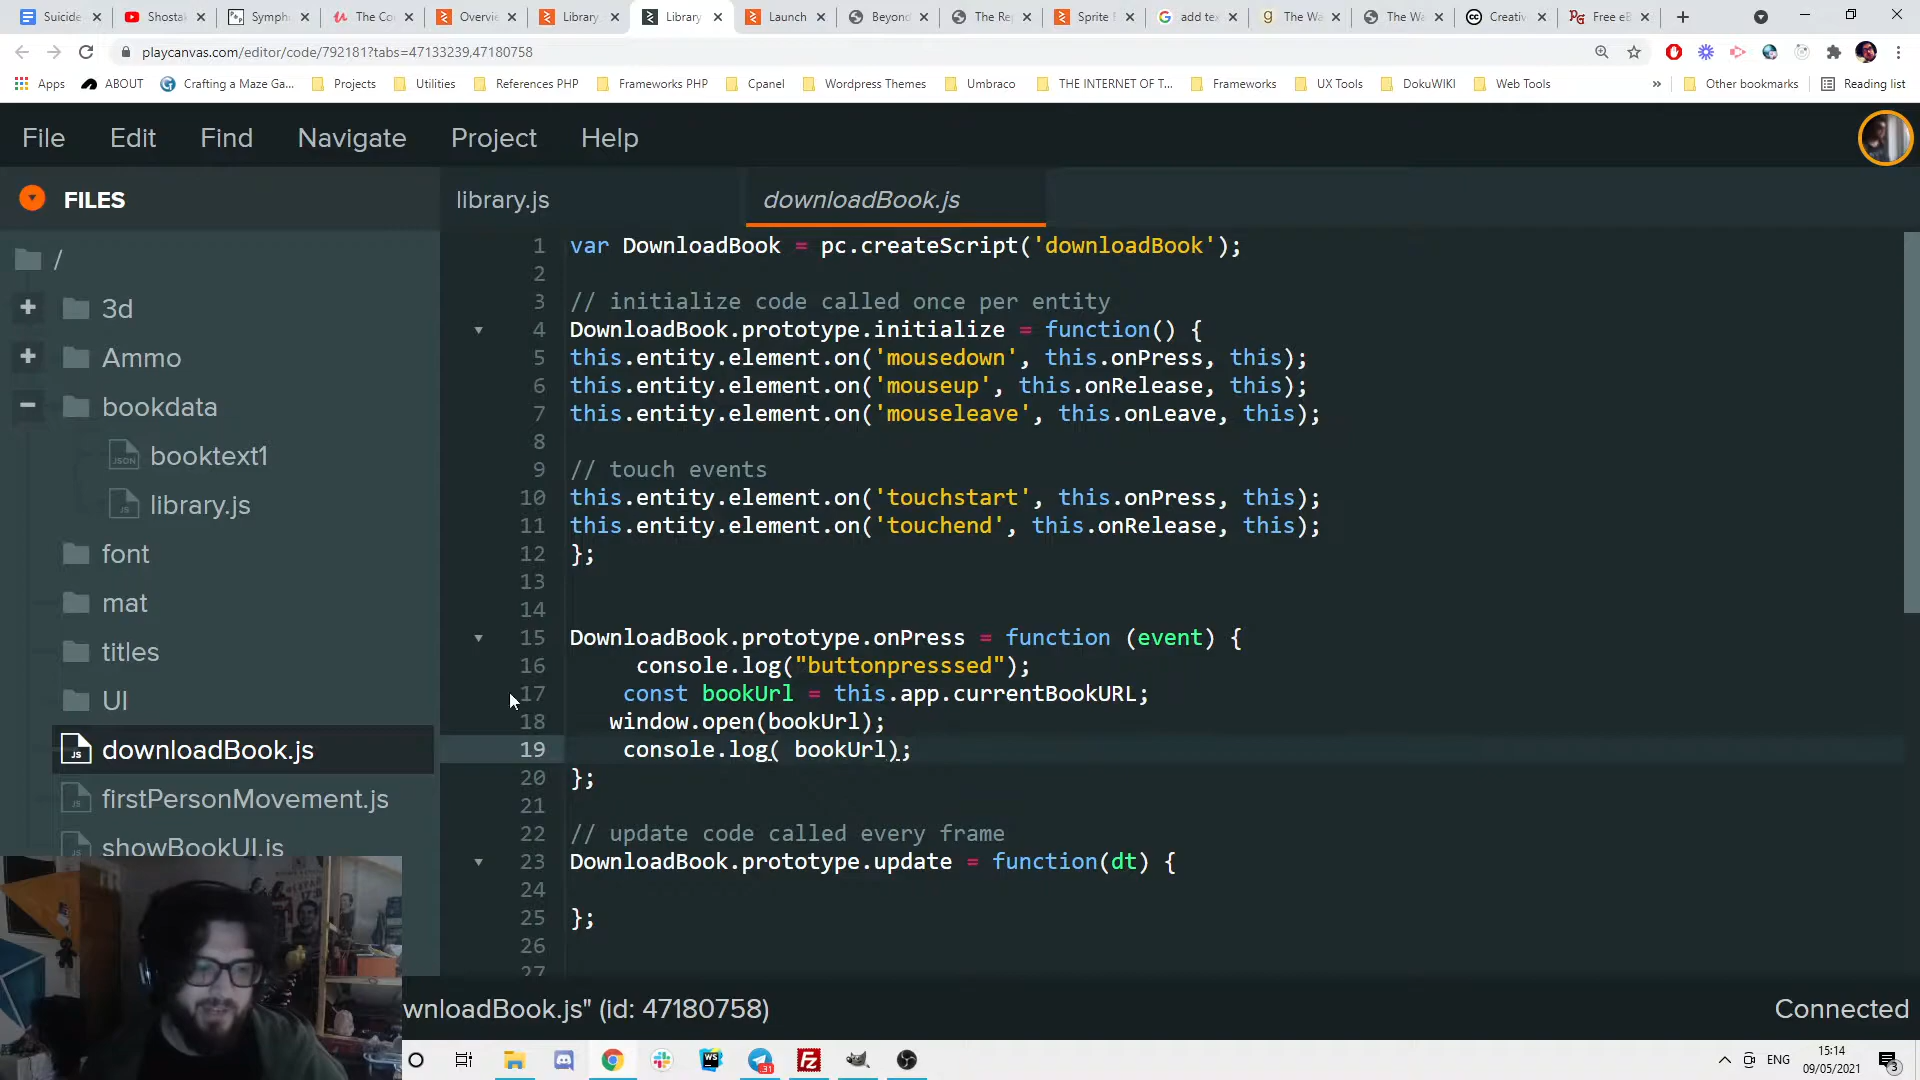 Suicide
Shosta
Symph
The Co
Overvie
Library
Library
Launch
Beyond
The Rep
Sprite E
add tex
The Wa
The Wa
Creativ
Free eB
playcanvas.com/editor/code/792181?tabs=47133239,47180758
Apps
ABOUT
Crafting a Maze Ga...
Projects
Utilities
References PHP
Frameworks PHP
Cpanel
Wordpress Themes
Umbraco
THE INTERNET OF T...
Frameworks
UX Tools
DokuWIKI
Web Tools
»
Other bookmarks
Reading list
File Edit Find Navigate Project Help
FILES
library.js
downloadBook.js
/
3d
Ammo
bookdata
booktext1
library.js
font
mat
titles
UI
downloadBook.js
firstPersonMovement.js
showBookUI.js
1 var DownloadBook = pc.createScript('downloadBook');
2
3 // initialize code called once per entity
4 DownloadBook.prototype.initialize = function() {
5 this.entity.element.on('mousedown', this.onPress, this);
6 this.entity.element.on('mouseup', this.onRelease, this);
7 this.entity.element.on('mouseleave', this.onLeave, this);
8
9 // touch events
10 this.entity.element.on('touchstart', this.onPress, this);
11 this.entity.element.on('touchend', this.onRelease, this);
12 };
13
14
15 DownloadBook.prototype.onPress = function (event) {
16 console.log("buttonpresssed");
17 const bookUrl = this.app.currentBookURL;
18 window.open(bookUrl);
19 console.log( bookUrl);
20 };
21
22 // update code called every frame
23 DownloadBook.prototype.update = function(dt) {
24
25 };
26
27
wnloadBook.js" (id: 47180758)
Connected
ENG
15:14
09/05/2021